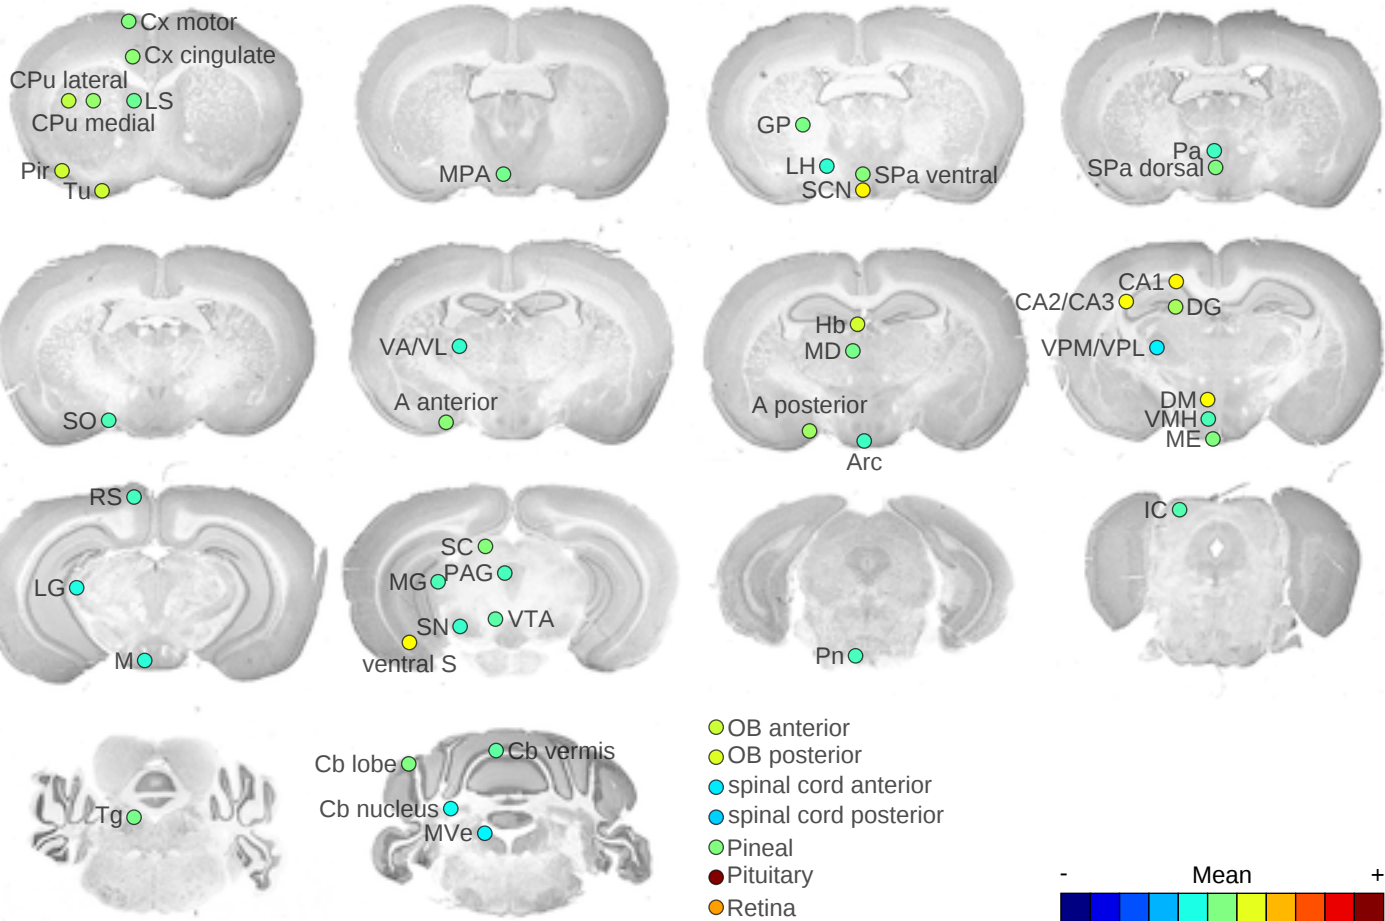 Cx motor
Cx cingulate
CPu lateral
LS
CPu medial
Pir
Tu
MPA
GP
LH
SPa ventral
SCN
Pa
SPa dorsal
SO
VA/VL
A anterior
Hb
MD
A posterior
Arc
CA1
CA2/CA3
DG
VPM/VPL
DM
VMH
ME
RS
LG
M
SC
MG
PAG
SN
VTA
ventral S
Pn
IC
Tg
Cb lobe
Cb vermis
Cb nucleus
MVe
OB anterior
OB posterior
spinal cord anterior
spinal cord posterior
Pineal
Pituitary
Retina
- Mean +